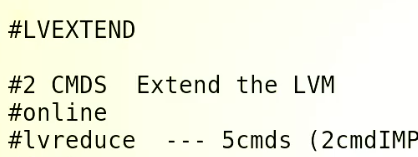 #LVEXTEND
#2 CMDS  Extend the LVM
#online
#lvreduce  --- 5cmds (2cmdIMP